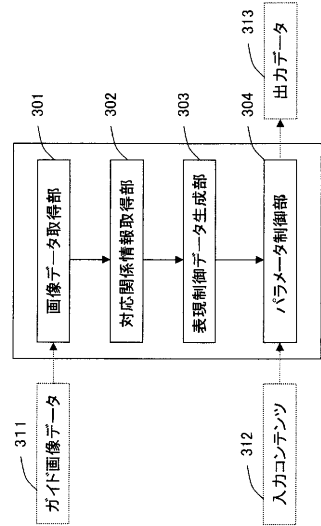 301
画像データ取得部
302
対応関係情報取得部
303
表現制御データ生成部
304
パラメータ制御部
311
ガイド画像データ
312
入力コンテンツ
313
出力データ